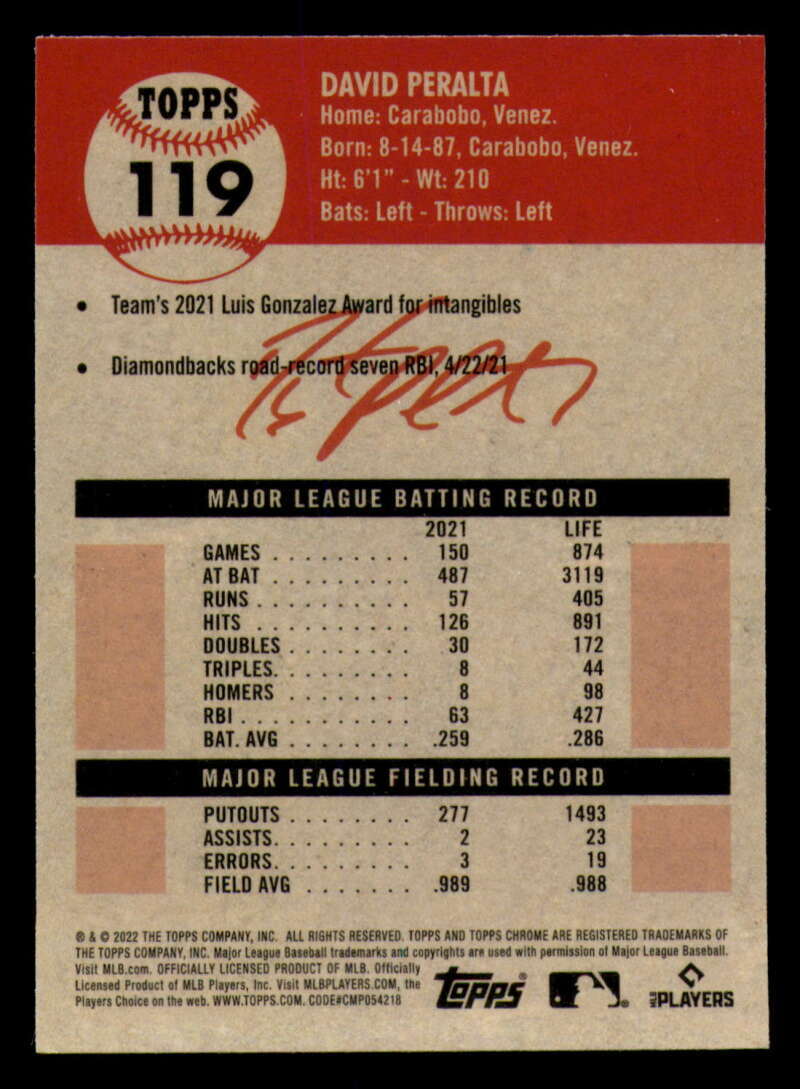 TOPPS
119
DAVID PERALTA
Home: Carabobo, Venez.
Born: 8-14-87, Carabobo, Venez.
Ht: 6'1" - Wt: 210
Bats: Left - Throws: Left
• Team's 2021 Luis Gonzalez Award for intangibles
• Diamondbacks road-record seven RBI, 4/22/21
MAJOR LEAGUE BATTING RECORD
2021 LIFE
GAMES . . . . . . . . . 150 874
AT BAT . . . . . . . . . 487 3119
RUNS . . . . . . . . . . 57 405
HITS . . . . . . . . . . 126 891
DOUBLES . . . . . . . . 30 172
TRIPLES. . . . . . . . . 8 44
HOMERS . . . . . . . . 8 98
RBI . . . . . . . . . . . 63 427
BAT. AVG . . . . . . . . .259 .286
MAJOR LEAGUE FIELDING RECORD
PUTOUTS . . . . . . . . 277 1493
ASSISTS. . . . . . . . . 2 23
ERRORS. . . . . . . . . 3 19
FIELD AVG . . . . . . . .989 .988
® & © 2022 THE TOPPS COMPANY, INC. ALL RIGHTS RESERVED. TOPPS AND TOPPS CHROME ARE REGISTERED TRADEMARKS OF
THE TOPPS COMPANY, INC. Major League Baseball trademarks and copyrights are used with permission of Major League Baseball.
Visit MLB.com. OFFICIALLY LICENSED PRODUCT OF MLB. Officially
Licensed Product of MLB Players, Inc. Visit MLBPLAYERS.COM, the
Players Choice on the web. WWW.TOPPS.COM. CODE#CMP054218
Topps®
MLB PLAYERS